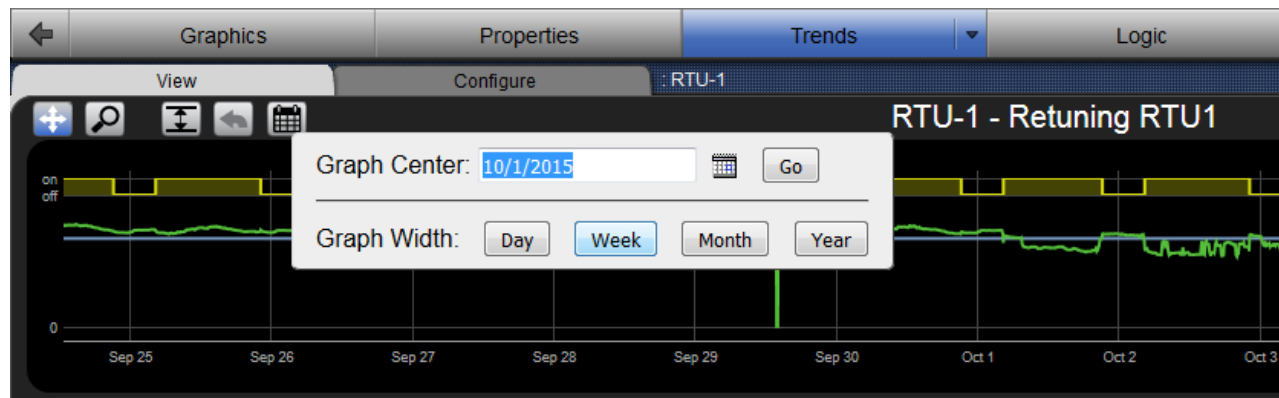 Graphics Properties Trends Logic
View Configure : RTU-1
RTU-1 - Retuning RTU1
Graph Center: 10/1/2015 Go
on
off
Graph Width: Day Week Month Year
0
Sep 25 Sep 26 Sep 27 Sep 28 Sep 29 Sep 30 Oct 1 Oct 2 Oct 3